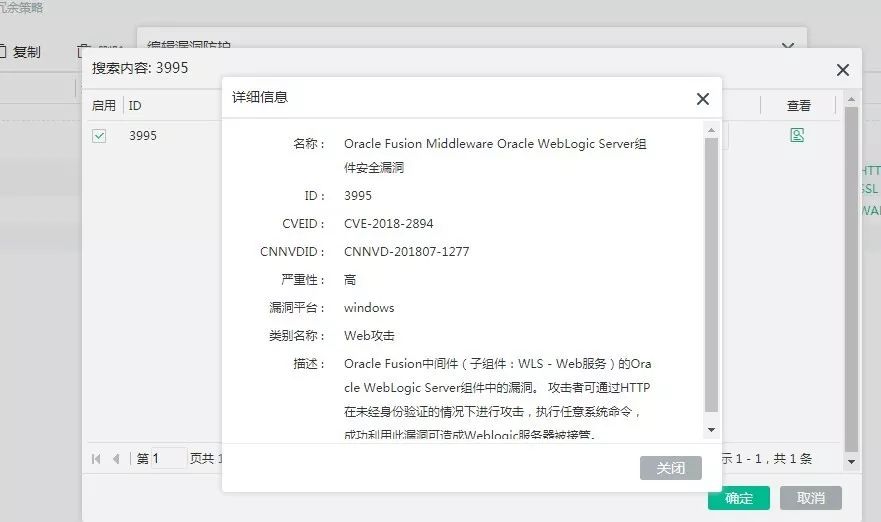 冗余策略
复制
编辑漏洞防护
搜索内容: 3995
启用 ID 查看
3995
详细信息
名称： Oracle Fusion Middleware Oracle WebLogic Server组
件安全漏洞
ID： 3995
CVEID： CVE-2018-2894
CNNVDID： CNNVD-201807-1277
严重性： 高
漏洞平台： windows
类别名称： Web攻击
描述： Oracle Fusion中间件（子组件：WLS - Web服务）的Ora
cle WebLogic Server组件中的漏洞。 攻击者可通过HTTP
在未经身份验证的情况下进行攻击，执行任意系统命令，
成功利用此漏洞可造成Weblogic服务器被接管。
第 1 页共 1
示 1 - 1，共 1 条
关闭
确定 取消